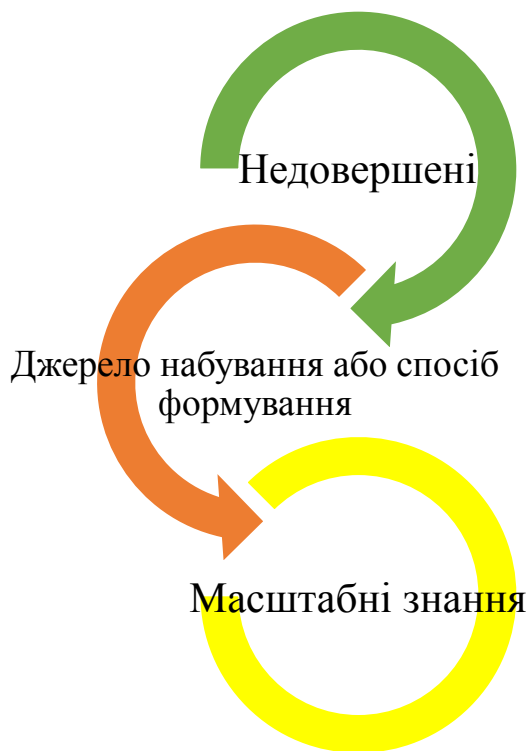 Недовершені
Джерело набування або спосіб
формування
Масштабні знання